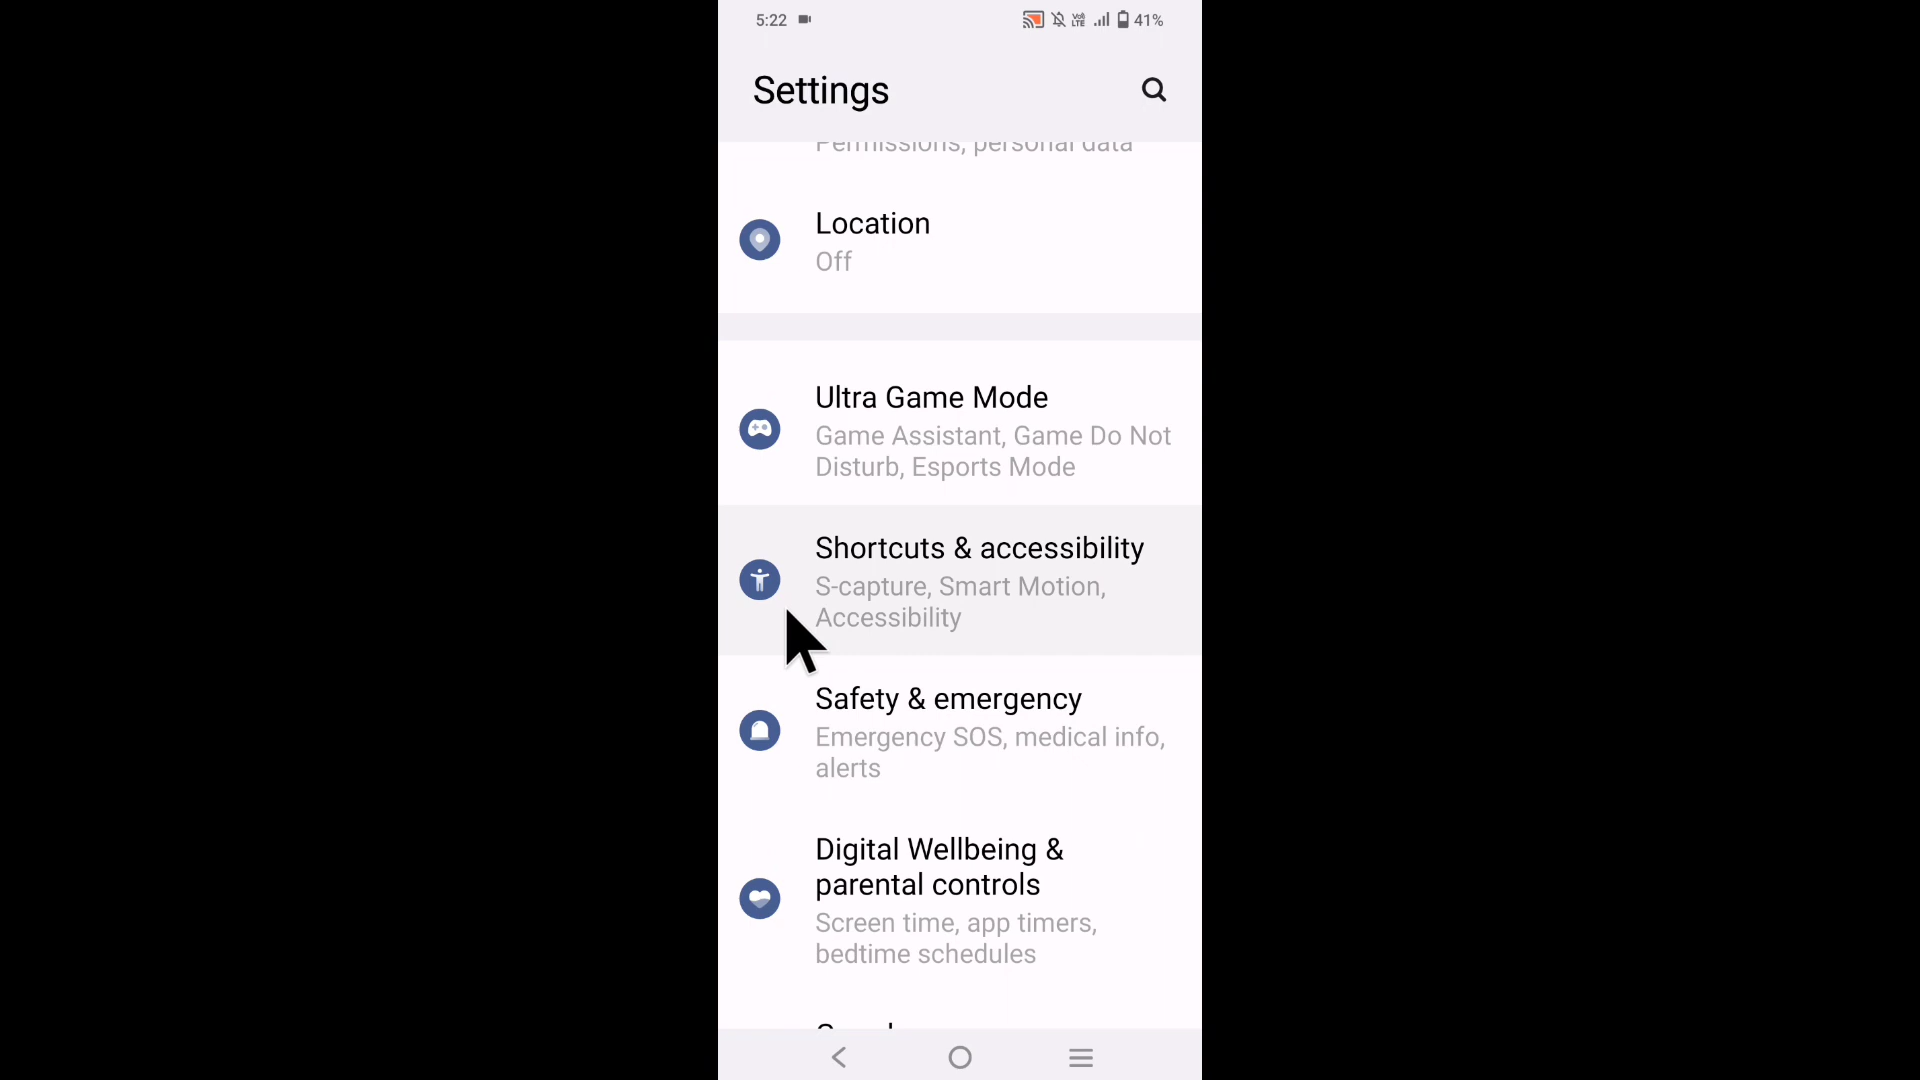 5:22
Vo) LTE 41%
Settings
Permissions, personal data
Location
Off
Ultra Game Mode
Game Assistant, Game Do Not
Disturb, Esports Mode
Shortcuts & accessibility
S-capture, Smart Motion,
Accessibility
Safety & emergency
Emergency SOS, medical info,
alerts
Digital Wellbeing &
parental controls
Screen time, app timers,
bedtime schedules